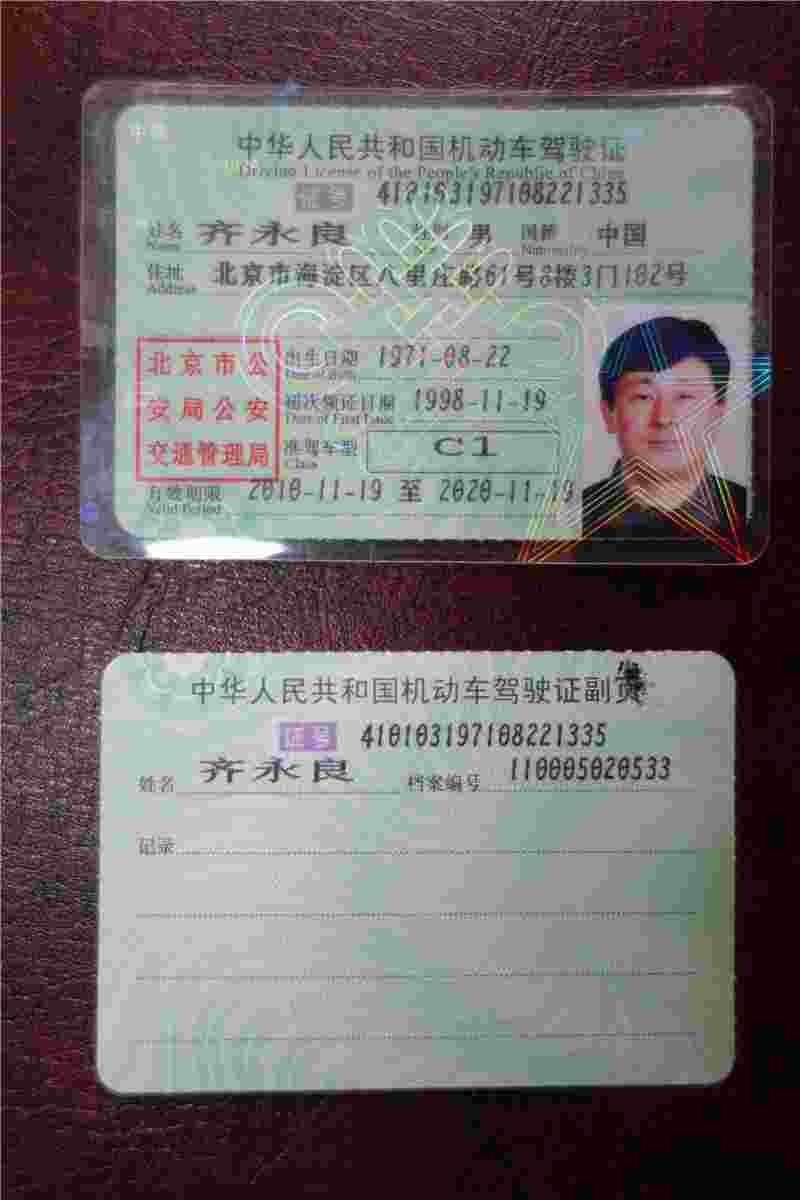 中华人民共和国机动车驾驶证
Driving License of the People's Republic of China
证号 410103197108221335
姓名 齐永良 性别 男 国籍 中国
Name Nationality
住址 北京市海淀区八里庄路61号8楼3门102号
Address
北京市公
安局公安
交通管理局
出生日期 1971-08-22
Date of Birth
初次领证日期 1998-11-19
Date of First Issue
准驾车型 C1
Class
有效期限 2010-11-19 至 2020-11-19
Valid Period
中华人民共和国机动车驾驶证副页
证号 410103197108221335
姓名 齐永良 档案编号 110005020533
记录